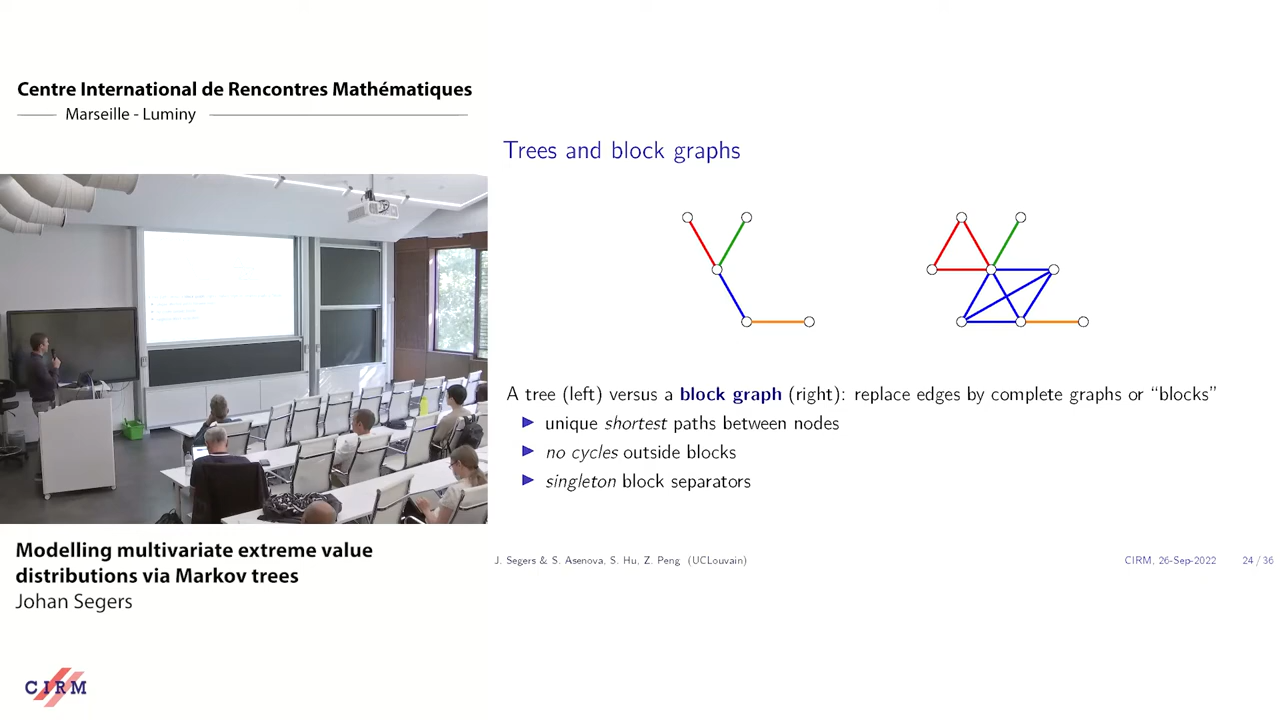 Centre International de Rencontres Mathématiques
Marseille - Luminy
Trees and block graphs
A tree (left) versus a block graph (right): replace edges by complete graphs or “blocks”
unique shortest paths between nodes
no cycles outside blocks
singleton block separators
J. Segers & S. Asenova, S. Hu, Z. Peng (UCLouvain)
CIRM, 26-Sep-2022
24 / 36
Modelling multivariate extreme value
distributions via Markov trees
Johan Segers
CIRM